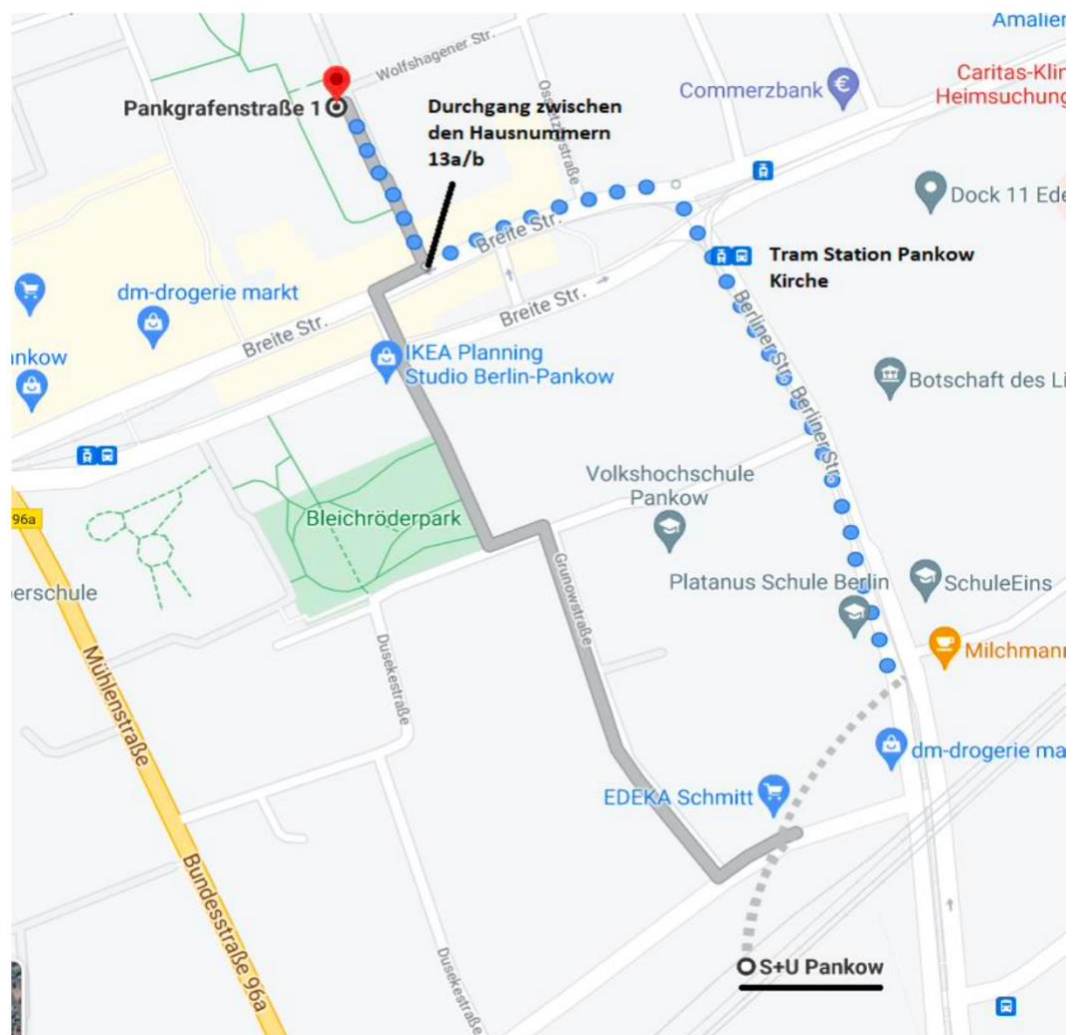 Amalien
Wolfshagener Str.
Caritas-Klin
Heimsuchung
Commerzbank
Pankgrafenstraße 1
Durchgang zwischen
den Hausnummern
13a/b
Dock 11 Ede
Breite Str.
Tram Station Pankow
Kirche
dm-drogerie markt
Breite Str.
Breite Str.
Berliner Str.
Berliner Str.
ankow
IKEA Planning
Studio Berlin-Pankow
Botschaft des Li
Volkshochschule
Pankow
96a
Bleichröderpark
Grunowstraße
Platanus Schule Berlin
SchuleEins
erschule
Dusekestraße
Milchmann
Mühlenstraße
dm-drogerie ma
EDEKA Schmitt
Bundesstraße 96a
Dusekestraße
S+U Pankow